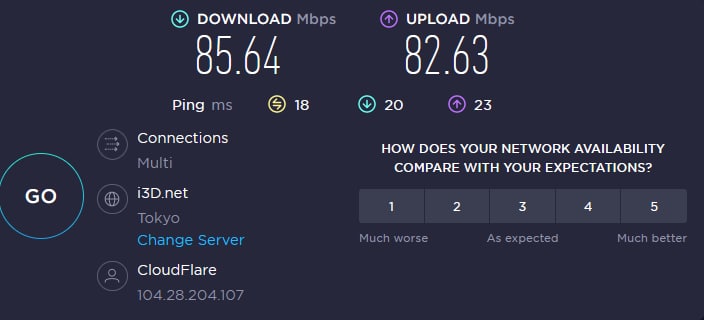 DOWNLOAD Mbps
UPLOAD Mbps
85.64
82.63
Ping ms 18 20 23
Connections
Multi
i3D.net
Tokyo
Change Server
CloudFlare
104.28.204.107
GO
HOW DOES YOUR NETWORK AVAILABILITY
COMPARE WITH YOUR EXPECTATIONS?
1 2 3 4 5
Much worse As expected Much better